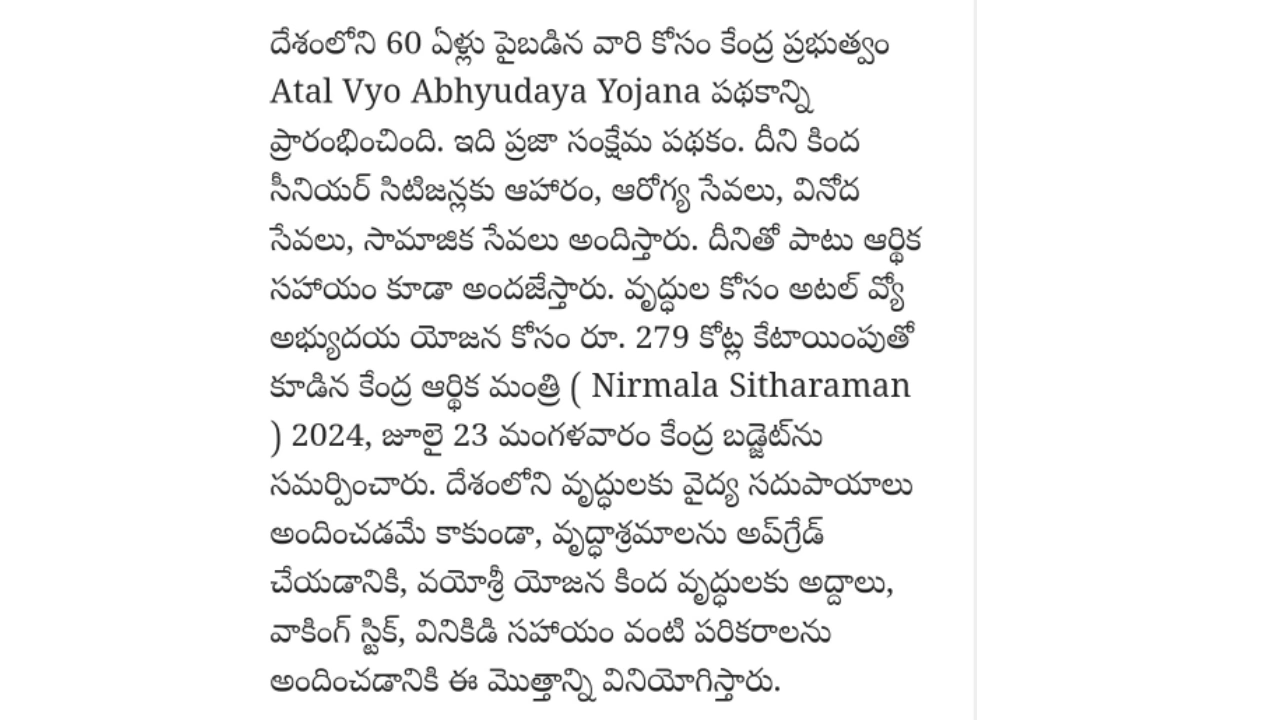 దేశంలోని 60 ఏళ్లు పైబడిన వారి కోసం కేంద్ర ప్రభుత్వం
Atal Vyo Abhyudaya Yojana పథకాన్ని
ప్రారంభించింది. ఇది ప్రజా సంక్షేమ పథకం. దీని కింద
సీనియర్ సిటిజన్లకు ఆహారం, ఆరోగ్య సేవలు, వినోద
సేవలు, సామాజిక సేవలు అందిస్తారు. దీనితో పాటు ఆర్థిక
సహాయం కూడా అందజేస్తారు. వృద్ధుల కోసం అటల్ వ్యో
అభ్యుదయ యోజన కోసం రూ. 279 కోట్ల కేటాయింపుతో
కూడిన కేంద్ర ఆర్థిక మంత్రి ( Nirmala Sitharaman
) 2024, జూలై 23 మంగళవారం కేంద్ర బడ్జెట్‌ను
సమర్పించారు. దేశంలోని వృద్ధులకు వైద్య సదుపాయాలు
అందించడమే కాకుండా, వృద్ధాశ్రమాలను అప్‌గ్రేడ్
చేయడానికి, వయోశ్రీ యోజన కింద వృద్ధులకు అద్దాలు,
వాకింగ్ స్టిక్, వినికిడి సహాయం వంటి పరికరాలను
అందించడానికి ఈ మొత్తాన్ని వినియోగిస్తారు.